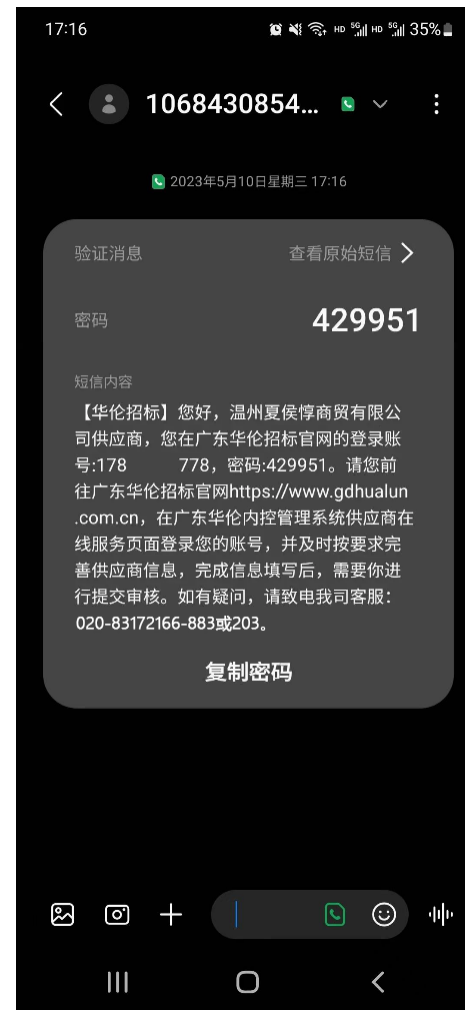 17:16
HD 5G HD 5G 35%
1068430854...
2023年5月10日星期三 17:16
验证消息 查看原始短信
密码 429951
短信内容
【华伦招标】您好，温州夏侯惇商贸有限公
司供应商，您在广东华伦招标官网的登录账
号:178 778，密码:429951。请您前
往广东华伦招标官网https://www.gdhualun
.com.cn，在广东华伦内控管理系统供应商在
线服务页面登录您的账号，并及时按要求完
善供应商信息，完成信息填写后，需要你进
行提交审核。如有疑问，请致电我司客服：
020-83172166-883或203。
复制密码